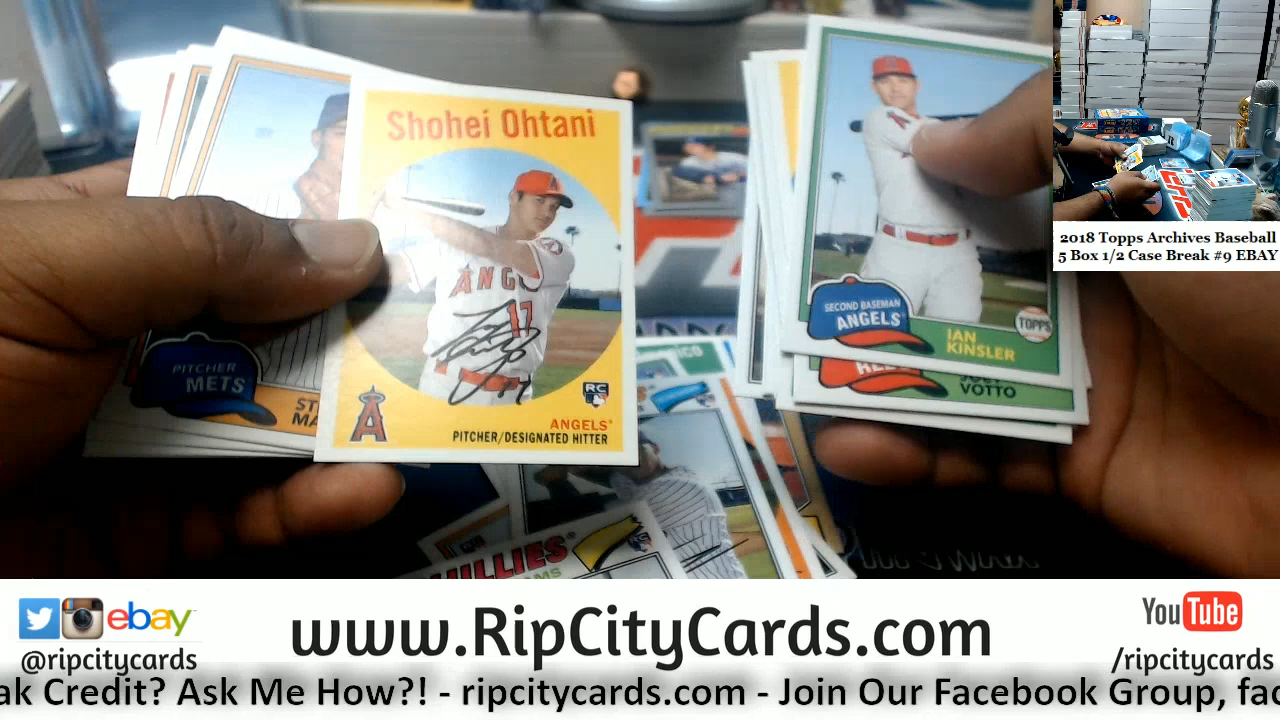 Shohei Ohtani
ANG
17
RC
A
ANGELS
PITCHER/DESIGNATED HITTER
PITCHER
METS
SECOND BASEMAN
ANGELS
IAN
KINSLER
TOPPS
VOTTO
PHILLIES
2018 Topps Archives Baseball
5 Box 1/2 Case Break #9 EBAY
ebay
@ripcitycards
www.RipCityCards.com
YouTube
/ripcitycards
ak Credit? Ask Me How?! - ripcitycards.com - Join Our Facebook Group, fac